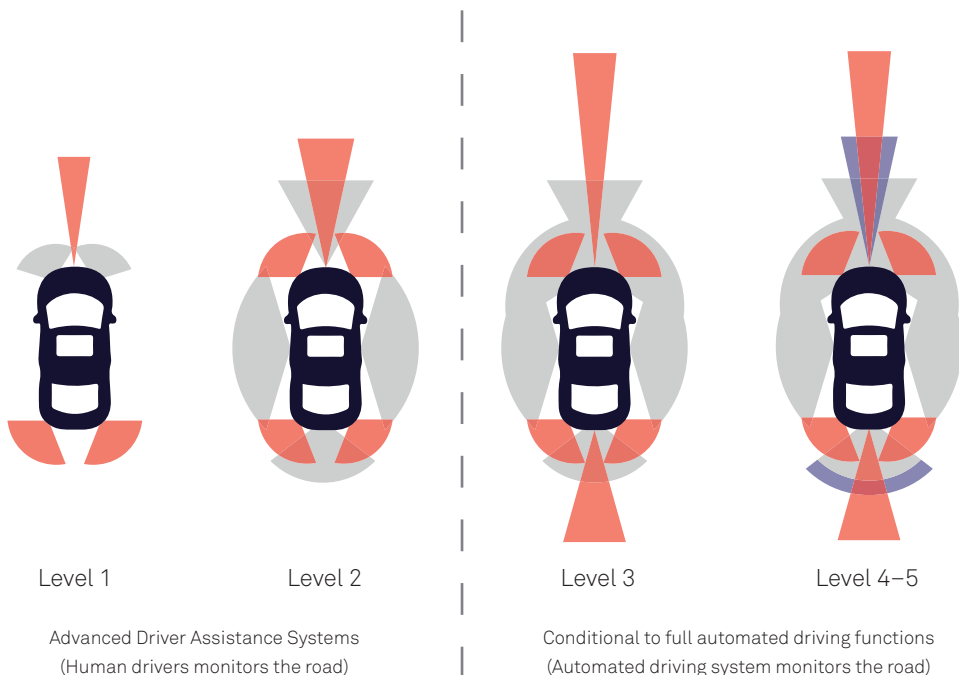 Level 1
Level 2
Level 3
Level 4–5
Advanced Driver Assistance Systems
(Human drivers monitors the road)
Conditional to full automated driving functions
(Automated driving system monitors the road)